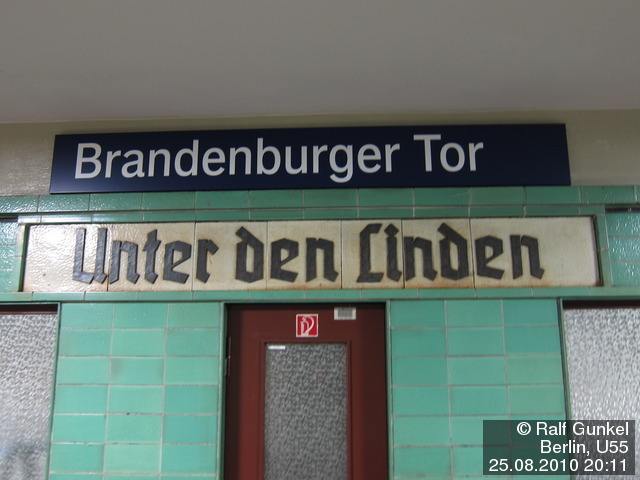 Brandenburger Tor
Unter den Linden
© Ralf Gunkel
Berlin, U55
25.08.2010 20:11